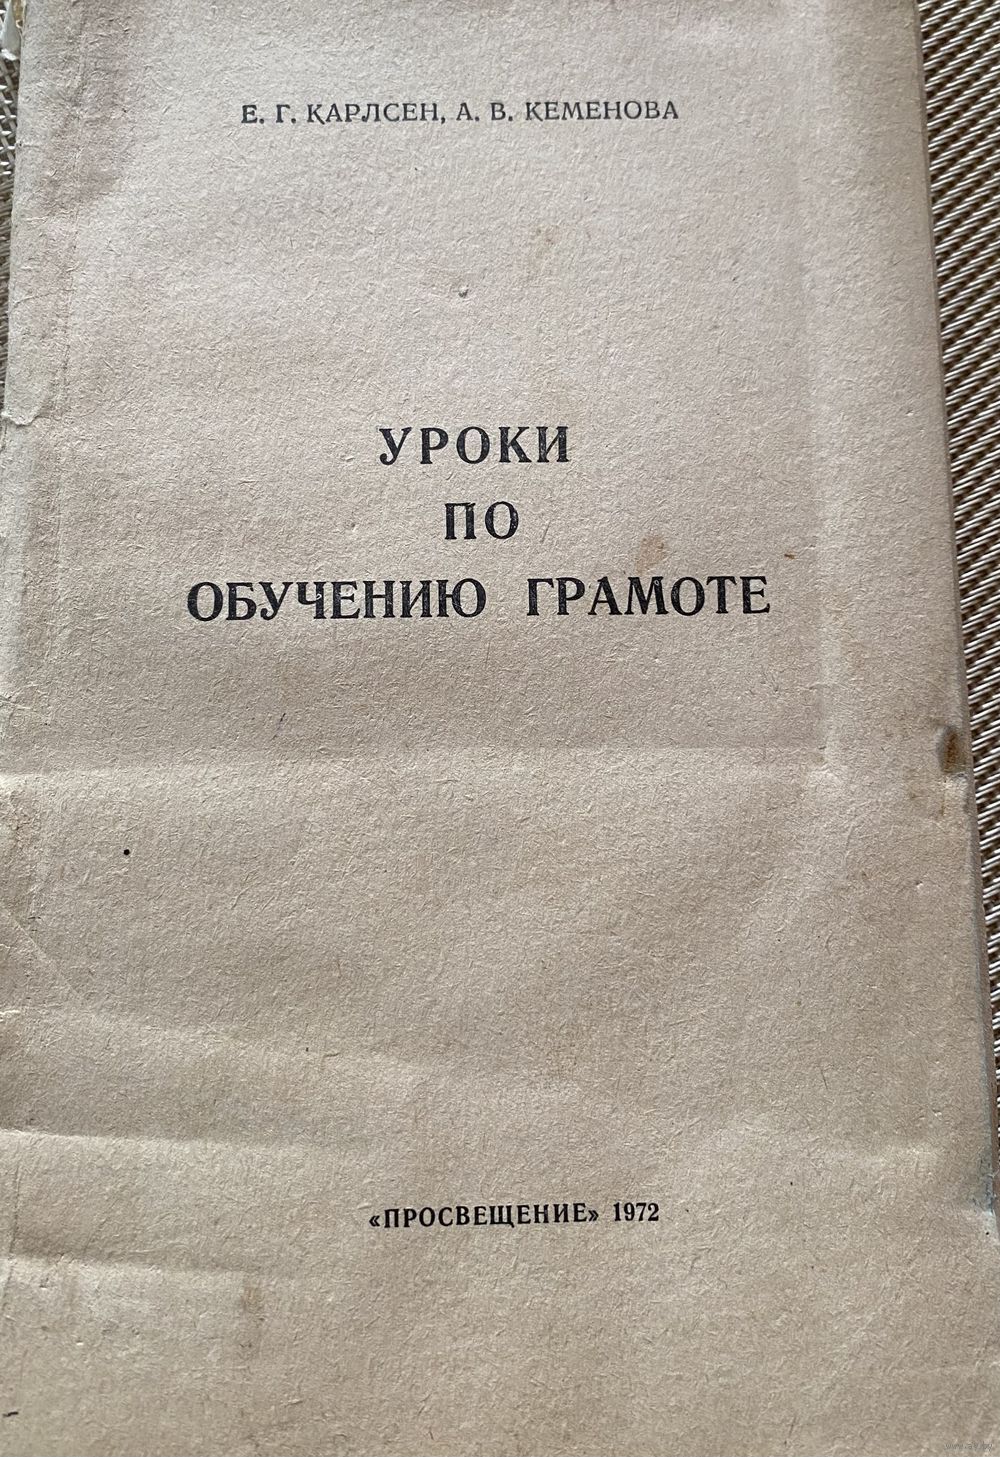 Е. Г. КАРЛСЕН, А. В. КЕМЕНОВА
УРОКИ
ПО
ОБУЧЕНИЮ ГРАМОТЕ
«ПРОСВЕЩЕНИЕ» 1972